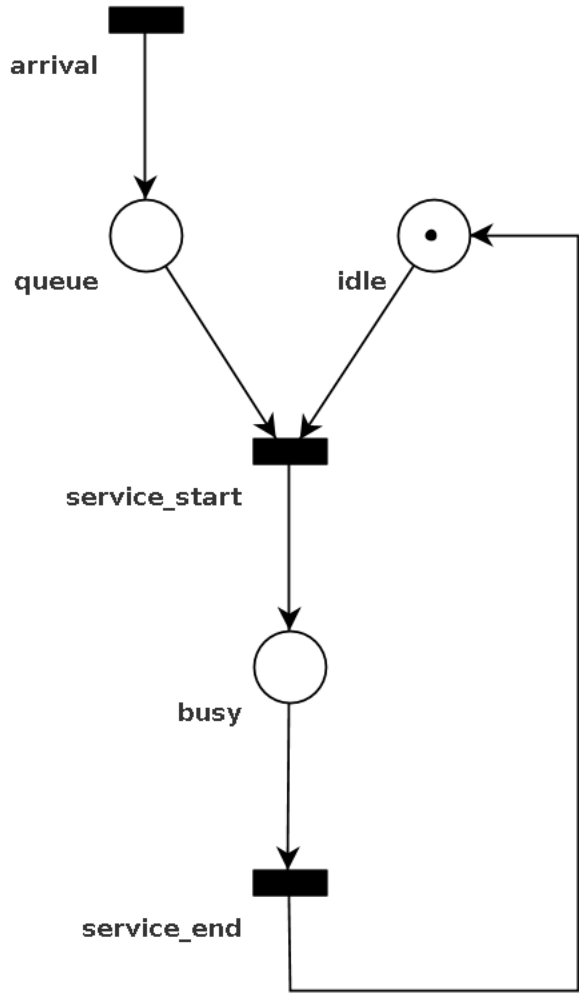 arrival
queue
idle
service_start
busy
service_end